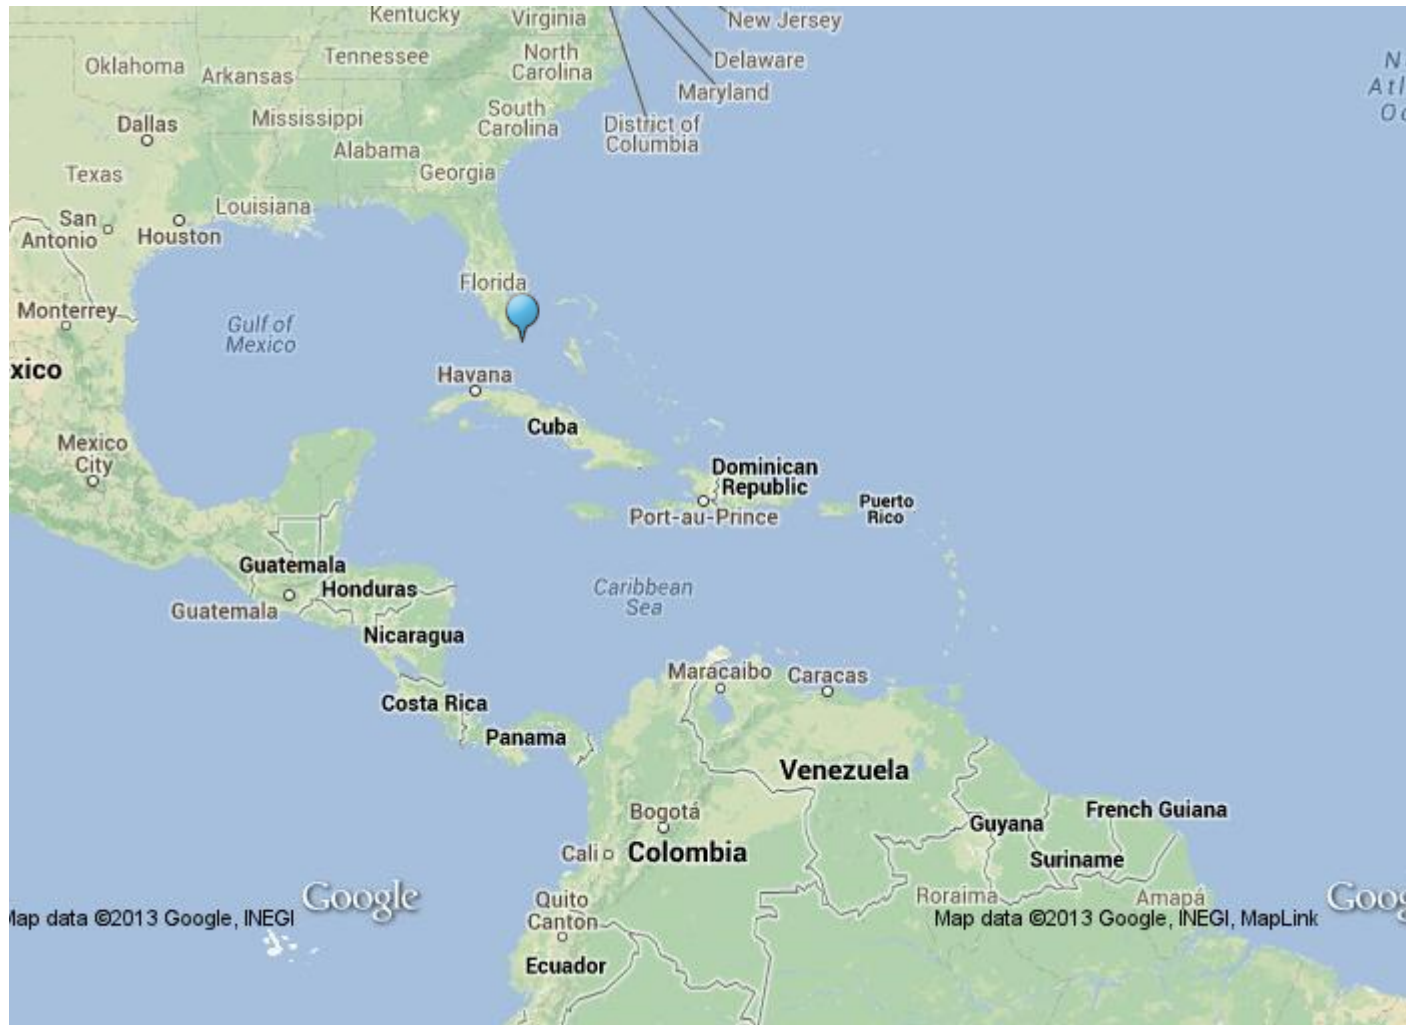 Kentucky
Virginia
New Jersey
Oklahoma
Arkansas
Tennessee
North
Carolina
Delaware
Maryland
N
Atl
Oc
Dallas
Mississippi
South
Carolina
District of
Columbia
Alabama
Texas
Georgia
San
Antonio
Houston
Louisiana
Florida
Monterrey
Gulf of
Mexico
xico
Havana
Cuba
Mexico
City
Dominican
Republic
Port-au-Prince
Puerto
Rico
Guatemala
Honduras
Guatemala
Caribbean
Sea
Nicaragua
Maracaibo
Caracas
Costa Rica
Panama
Venezuela
Bogotá
French Guiana
Guyana
Cali
Colombia
Suriname
Quito
Canton
Roraima
Amapá
Google
Goog
Map data ©2013 Google, INEGI
Map data ©2013 Google, INEGI, MapLink
Ecuador